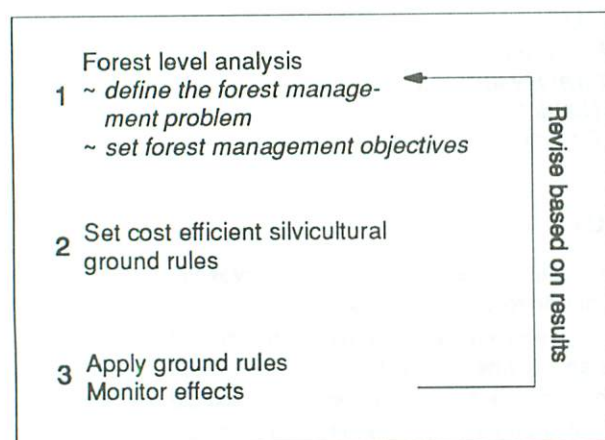 Forest level analysis
1 ~ define the forest manage-
ment problem
~ set forest management objectives
2 Set cost efficient silvicultural
ground rules
3 Apply ground rules
Monitor effects
Revise based on results